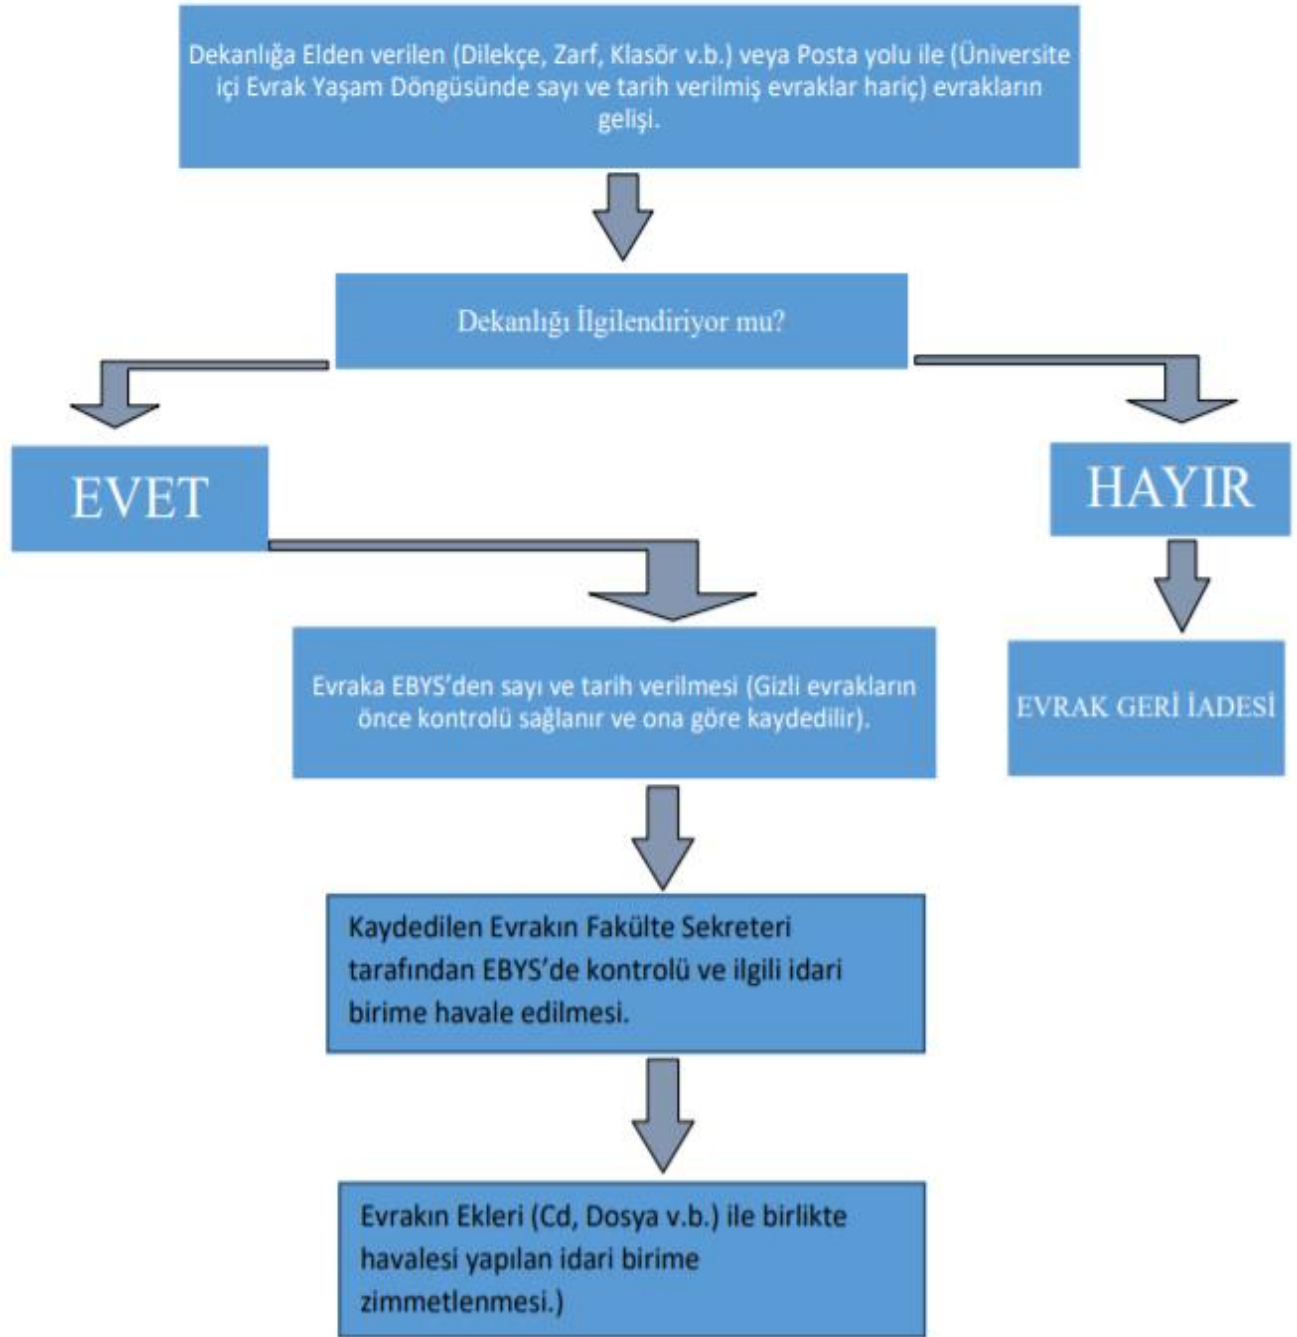 Dekanlığa Elden verilen (Dilekçe, Zarf, Klasör v.b.) veya Posta yolu ile (Üniversite
içi Evrak Yaşam Döngüsünde sayı ve tarih verilmiş evraklar hariç) evrakların
gelişi.
Dekanlığı İlgilendiriyor mu?
EVET
HAYIR
Evraka EBYS’den sayı ve tarih verilmesi (Gizli evrakların
önce kontrolü sağlanır ve ona göre kaydedilir).
EVRAK GERİ İADESİ
Kaydedilen Evrakın Fakülte Sekreteri
tarafından EBYS’de kontrolü ve ilgili idari
birime havale edilmesi.
Evrakın Ekleri (Cd, Dosya v.b.) ile birlikte
havalesi yapılan idari birime
zimmetlenmesi.)